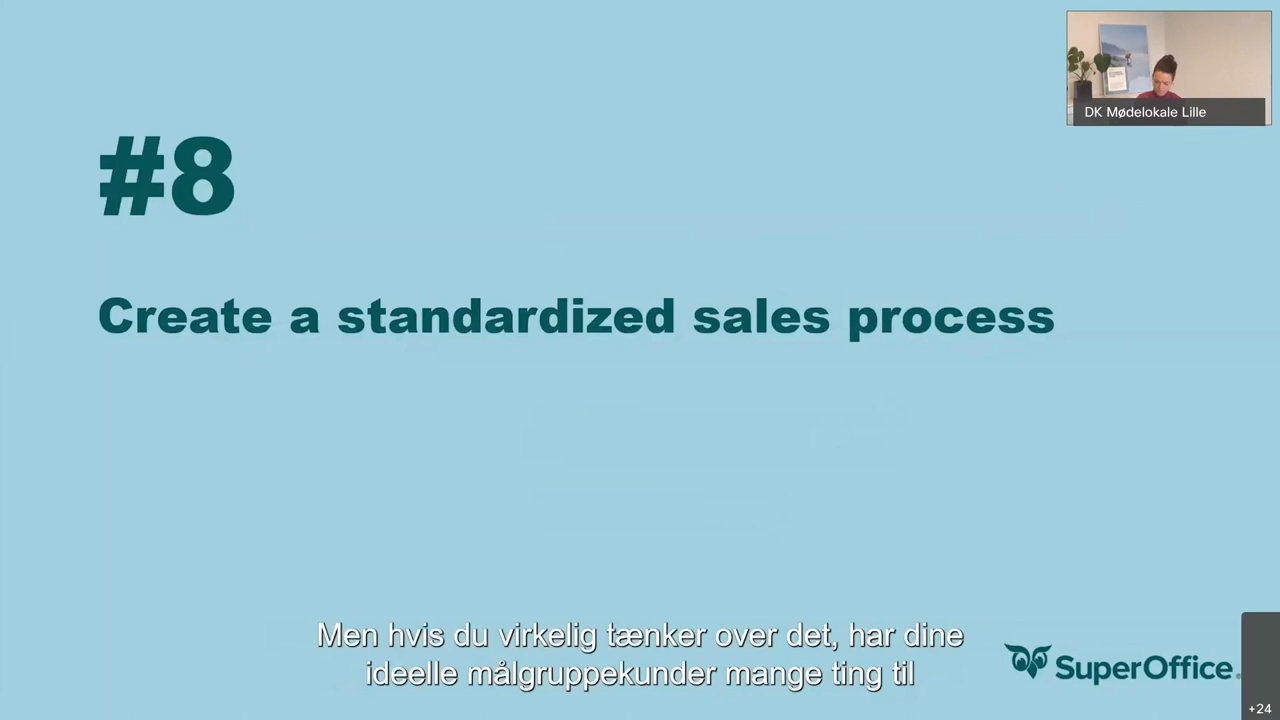 #8
Create a standardized sales process
DK Mødelokale Lille
Men hvis du virkelig tænker over det, har dine
ideelle målgruppekunder mange ting til
SuperOffice
+24